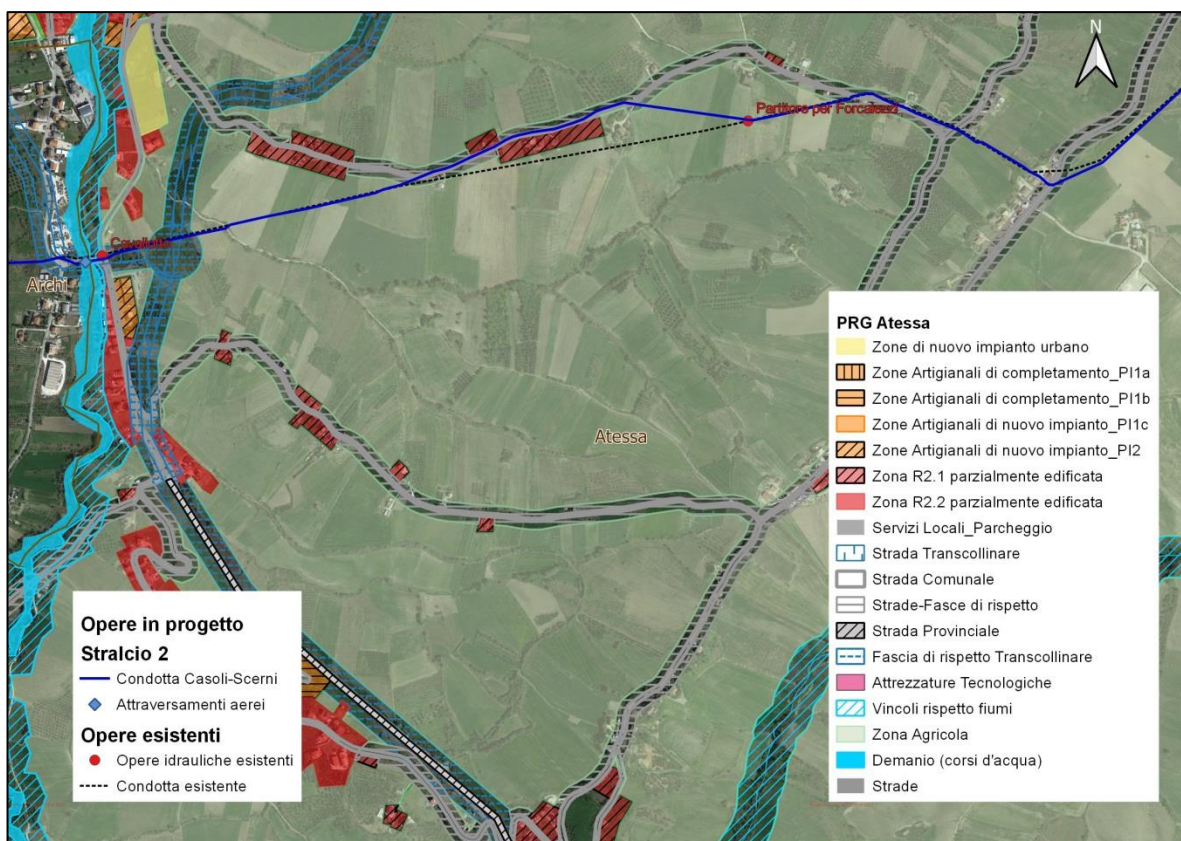 N
Partitore per Forcalezzi
Archi
Atessa
PRG Atessa
Zone di nuovo impianto urbano
Zone Artigianali di completamento_PI1a
Zone Artigianali di completamento_PI1b
Zone Artigianali di nuovo impianto_PI1c
Zone Artigianali di nuovo impianto_PI2
Zona R2.1 parzialmente edificata
Zona R2.2 parzialmente edificata
Servizi Locali_Parcheggio
Strada Transcollinare
Strada Comunale
Strade-Fasce di rispetto
Strada Provinciale
Fascia di rispetto Transcollinare
Attrezzature Tecnologiche
Vincoli rispetto fiumi
Zona Agricola
Demanio (corsi d'acqua)
Strade
Opere in progetto
Stralcio 2
Condotta Casoli-Scerni
Attraversamenti aerei
Opere esistenti
Opere idrauliche esistenti
Condotta esistente